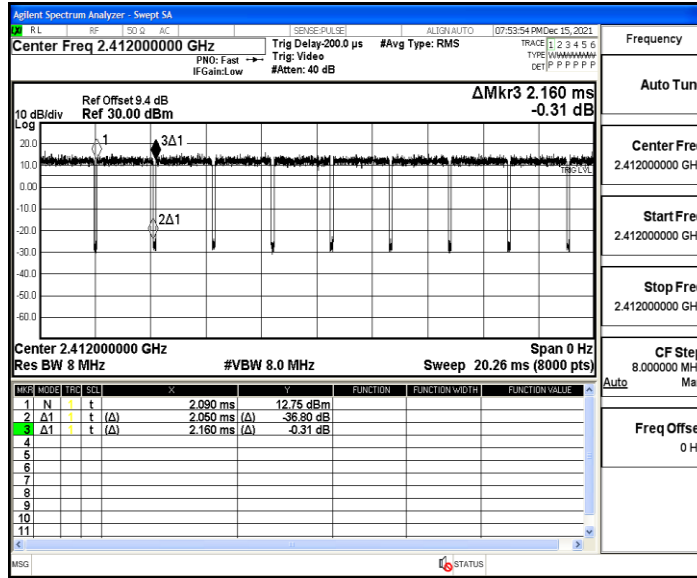 Agilent Spectrum Analyzer - Swept SA
LXI RL RF 50 Ω AC SENSE:PULSE ALIGN AUTO 07:53:54 PM Dec 15, 2021
Center Freq 2.412000000 GHz
PNO: Fast
IFGain:Low
Trig Delay-200.0 µs
Trig: Video
#Atten: 40 dB
#Avg Type: RMS
TRACE 1 2 3 4 5 6
TYPE WWWWWW
DET P P P P P P
Frequency
Auto Tun
10 dB/div
Log
Ref Offset 9.4 dB
Ref 30.00 dBm
ΔMkr3 2.160 ms
-0.31 dB
20.0
10.0
0.00
-10.0
-20.0
-30.0
-40.0
-50.0
-60.0
1
3Δ1
2Δ1
TRIG LVL
Center Fre
2.412000000 GH
Start Fre
2.412000000 GH
Stop Fre
2.412000000 GH
Center 2.412000000 GHz Span 0 Hz
Res BW 8 MHz #VBW 8.0 MHz Sweep 20.26 ms (8000 pts)
CF Step
8.000000 MH
Auto Ma
Freq Offse
0 H
MKR MODE TRC SCL X Y FUNCTION FUNCTION WIDTH FUNCTION VALUE
1 N 1 t 2.090 ms 12.75 dBm
2 Δ1 1 t (Δ) 2.050 ms (Δ) -36.80 dB
3 Δ1 1 t (Δ) 2.160 ms (Δ) -0.31 dB
4
5
6
7
8
9
10
11
MSG STATUS